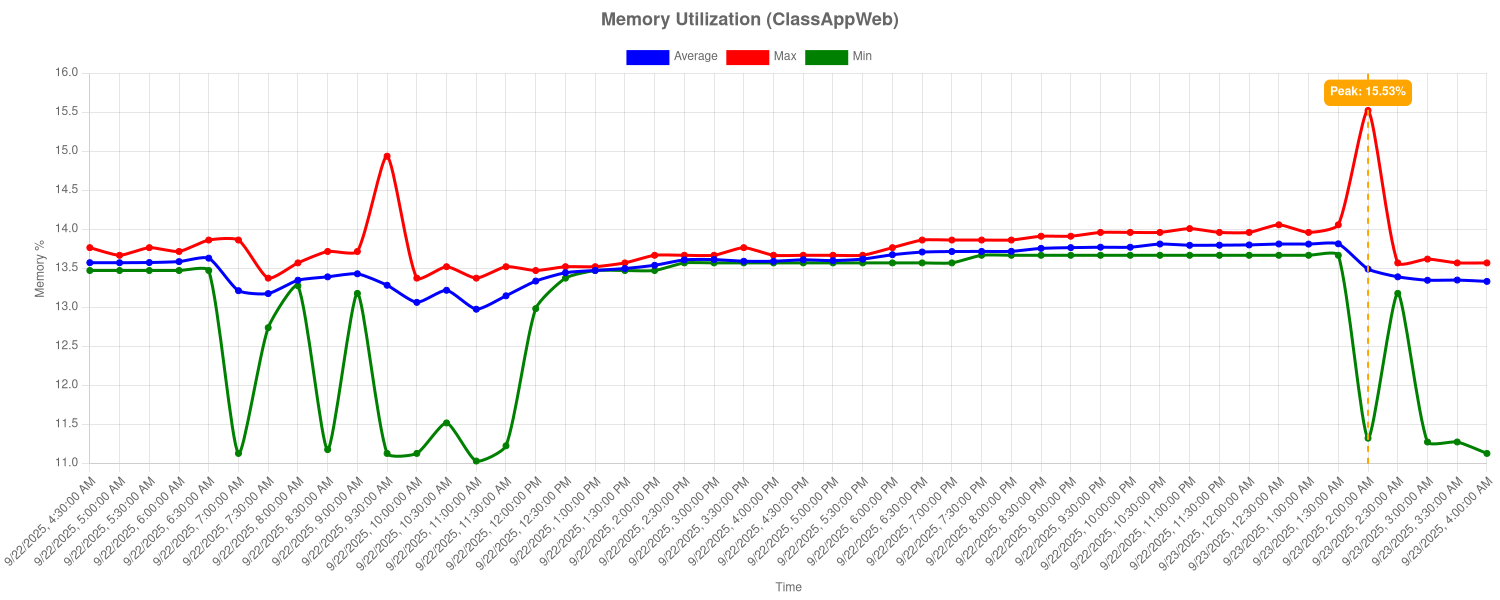 Memory Utilization (ClassAppWeb)
Average Max Min
Peak: 15.53%
16.0
15.5
15.0
14.5
14.0
13.5
13.0
12.5
12.0
11.5
11.0
Memory %
9/22/2025, 4:30:00 AM
9/22/2025, 5:00:00 AM
9/22/2025, 5:30:00 AM
9/22/2025, 6:00:00 AM
9/22/2025, 6:30:00 AM
9/22/2025, 7:00:00 AM
9/22/2025, 7:30:00 AM
9/22/2025, 8:00:00 AM
9/22/2025, 8:30:00 AM
9/22/2025, 9:00:00 AM
9/22/2025, 9:30:00 AM
9/22/2025, 10:00:00 AM
9/22/2025, 10:30:00 AM
9/22/2025, 11:00:00 AM
9/22/2025, 11:30:00 AM
9/22/2025, 12:00:00 PM
9/22/2025, 12:30:00 PM
9/22/2025, 1:00:00 PM
9/22/2025, 1:30:00 PM
9/22/2025, 2:00:00 PM
9/22/2025, 2:30:00 PM
9/22/2025, 3:00:00 PM
9/22/2025, 3:30:00 PM
9/22/2025, 4:00:00 PM
9/22/2025, 4:30:00 PM
9/22/2025, 5:00:00 PM
9/22/2025, 5:30:00 PM
9/22/2025, 6:00:00 PM
9/22/2025, 6:30:00 PM
9/22/2025, 7:00:00 PM
9/22/2025, 7:30:00 PM
9/22/2025, 8:00:00 PM
9/22/2025, 8:30:00 PM
9/22/2025, 9:00:00 PM
9/22/2025, 9:30:00 PM
9/22/2025, 10:00:00 PM
9/22/2025, 10:30:00 PM
9/22/2025, 11:00:00 PM
9/22/2025, 11:30:00 PM
9/23/2025, 12:00:00 AM
9/23/2025, 12:30:00 AM
9/23/2025, 1:00:00 AM
9/23/2025, 1:30:00 AM
9/23/2025, 2:00:00 AM
9/23/2025, 2:30:00 AM
9/23/2025, 3:00:00 AM
9/23/2025, 3:30:00 AM
9/23/2025, 4:00:00 AM
Time